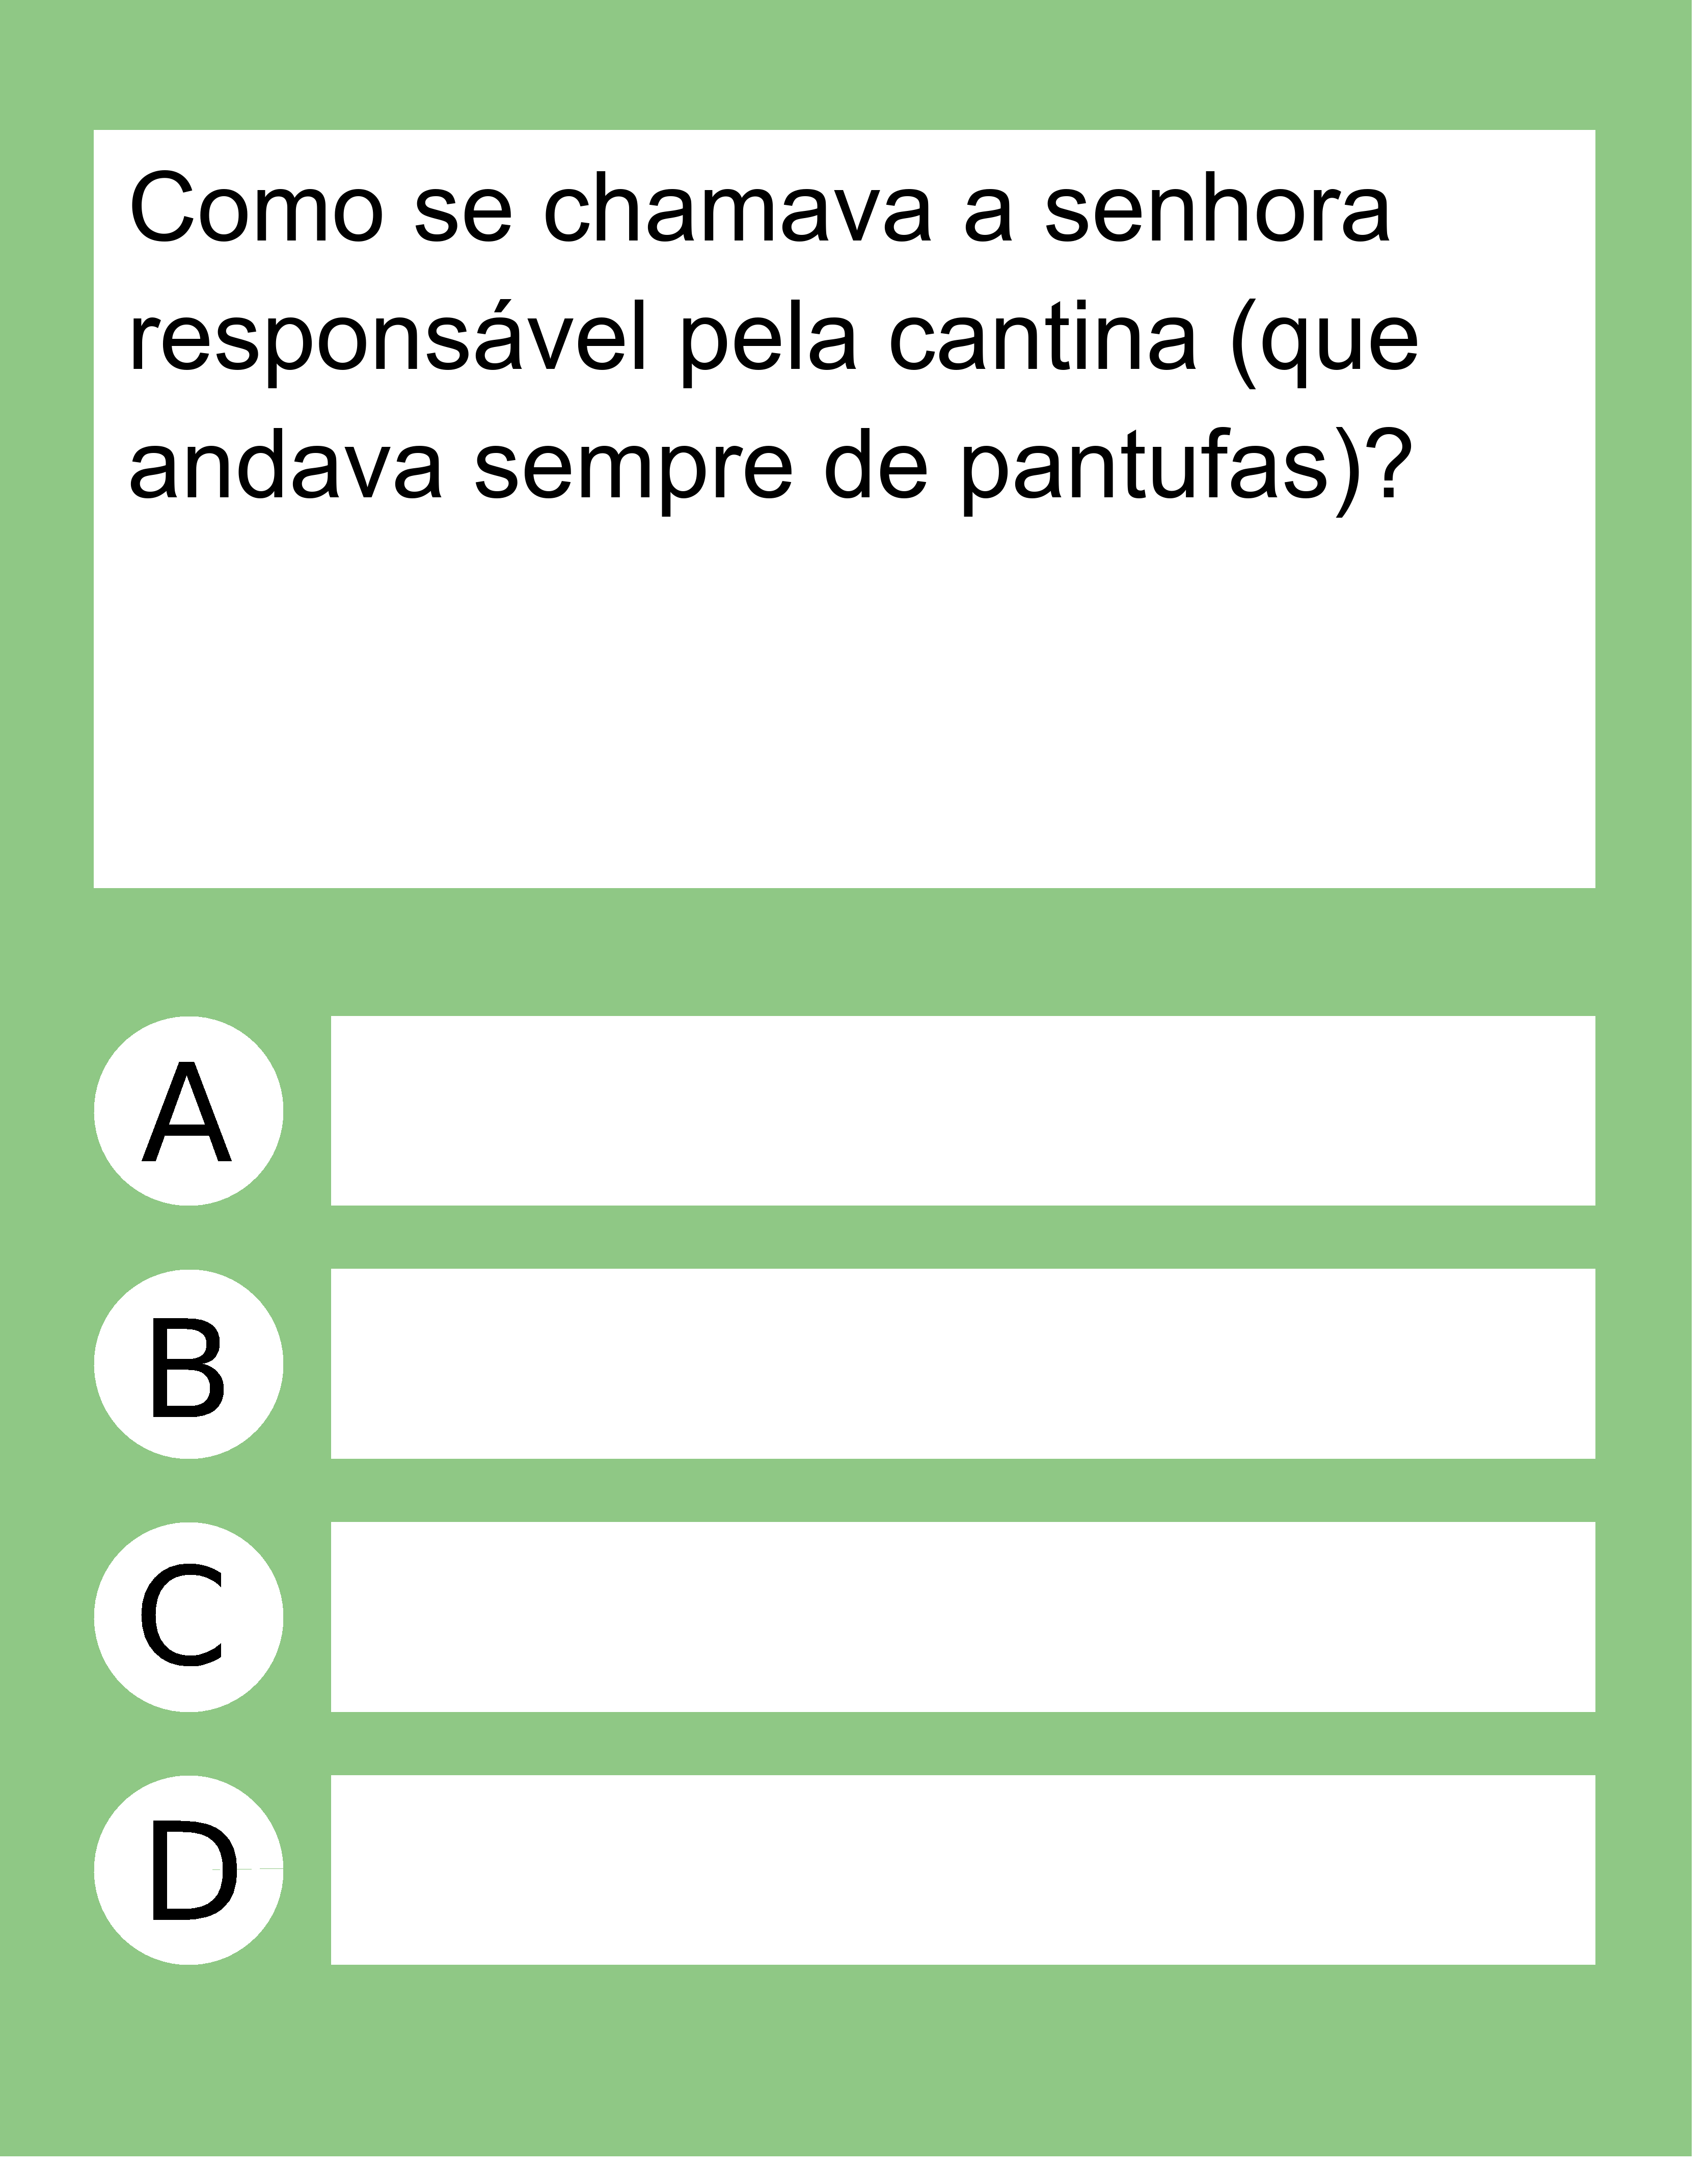 Como se chamava a senhora
responsável pela cantina (que
andava sempre de pantufas)?
A
B
C
D